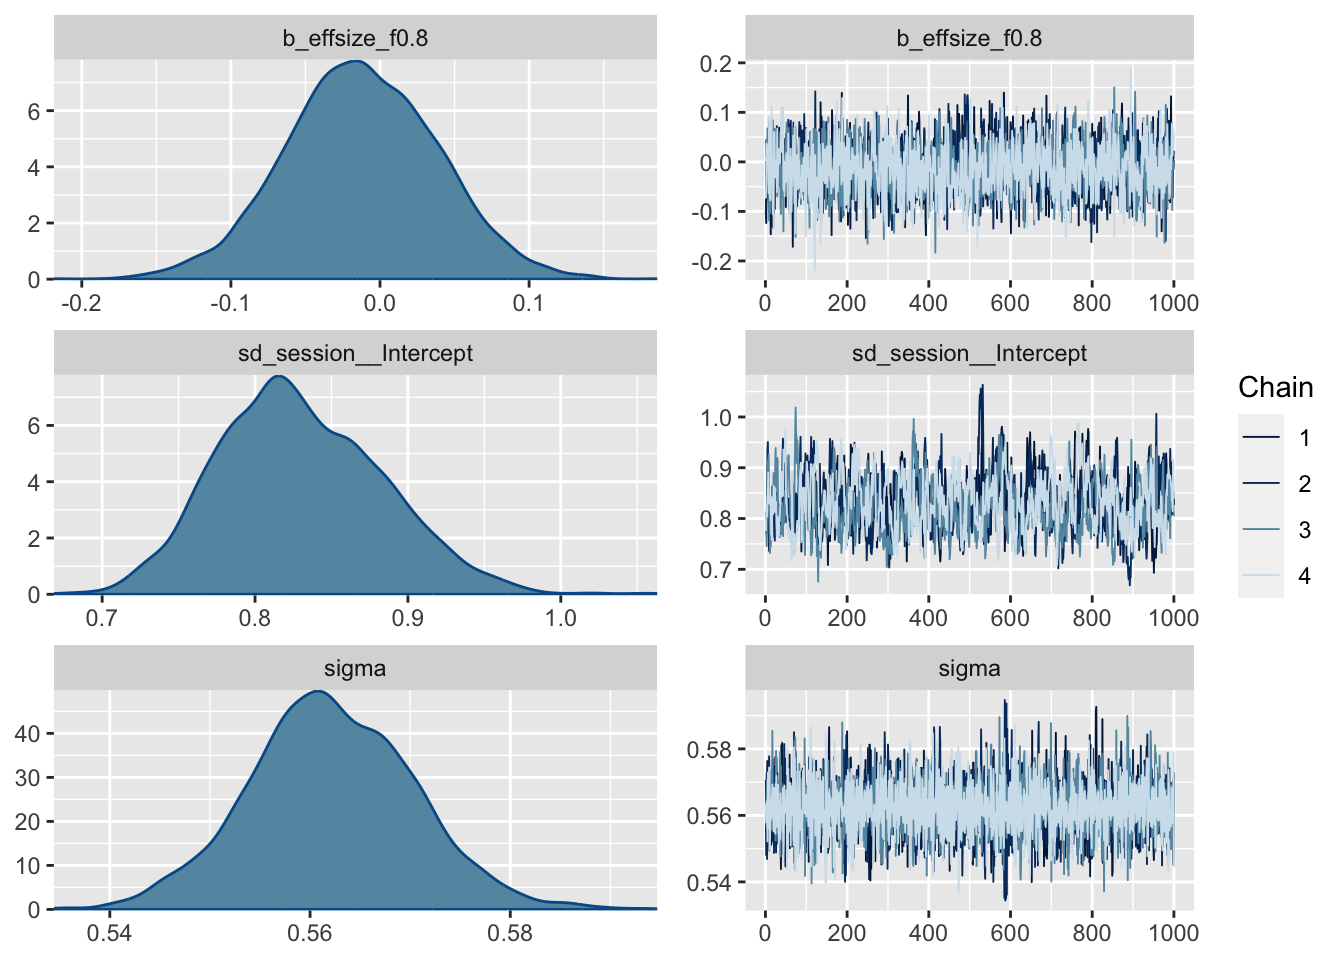 b_effsize_f0.8
6
4
2
0
-0.2 -0.1 0.0 0.1
b_effsize_f0.8
0.2
0.1
0.0
-0.1
-0.2
0 200 400 600 800 1000
sd_session__Intercept
6
4
2
0
0.7 0.8 0.9 1.0
sd_session__Intercept
1.0
0.9
0.8
0.7
0 200 400 600 800 1000
sigma
40
30
20
10
0
0.54 0.56 0.58
sigma
0.58
0.56
0.54
0 200 400 600 800 1000
Chain
1
2
3
4